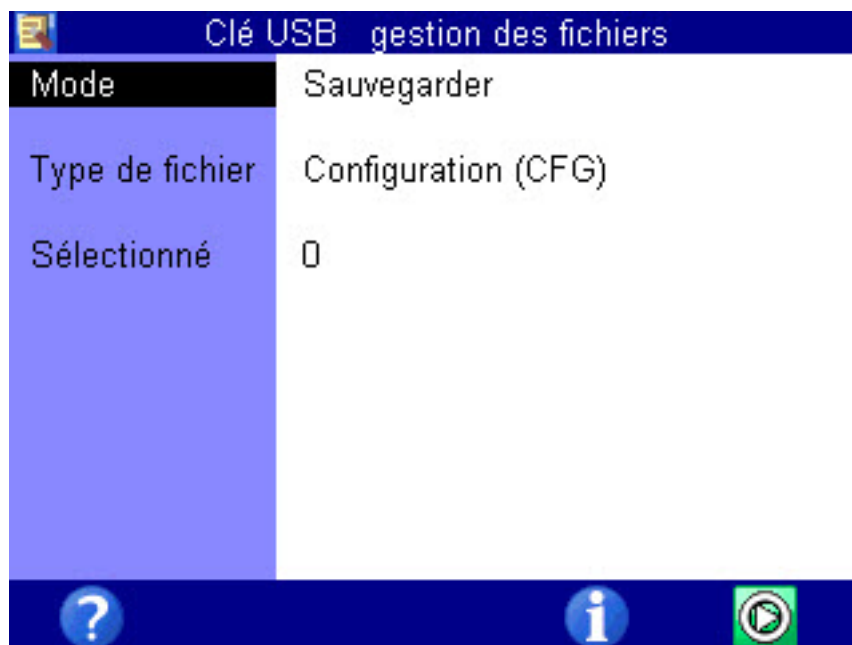 Clé USB gestion des fichiers
Mode Sauvegarder
Type de fichier Configuration (CFG)
Sélectionné 0
? i